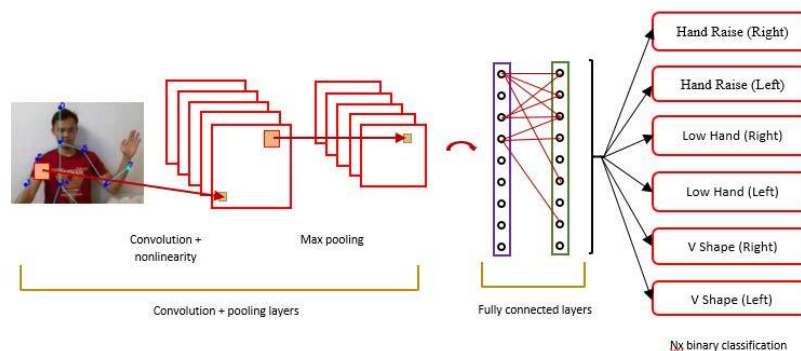 Hand Raise (Right)
Hand Raise (Left)
Low Hand (Right)
Low Hand (Left)
V Shape (Right)
V Shape (Left)
Convolution +
nonlinearity
Max pooling
Convolution + pooling layers
Fully connected layers
Nx binary classification